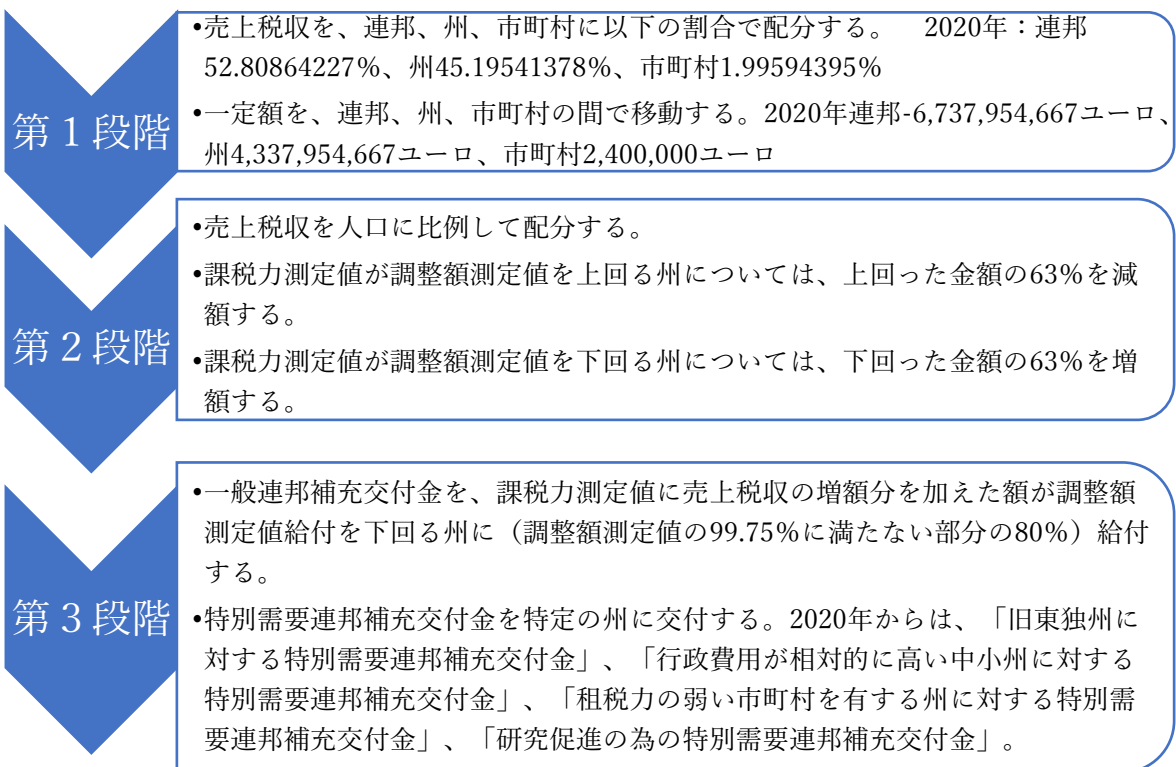 第１段階
•売上税収を、連邦、州、市町村に以下の割合で配分する。　2020年：連邦
52.80864227%、州45.19541378%、市町村1.99594395%
•一定額を、連邦、州、市町村の間で移動する。2020年連邦-6,737,954,667ユーロ、
州4,337,954,667ユーロ、市町村2,400,000ユーロ
第２段階
•売上税収を人口に比例して配分する。
•課税力測定値が調整額測定値を上回る州については、上回った金額の63%を減
額する。
•課税力測定値が調整額測定値を下回る州については、下回った金額の63%を増
額する。
第３段階
•一般連邦補充交付金を、課税力測定値に売上税収の増額分を加えた額が調整額
測定値給付を下回る州に（調整額測定値の99.75%に満たない部分の80%）給付
する。
•特別需要連邦補充交付金を特定の州に交付する。2020年からは、「旧東独州に
対する特別需要連邦補充交付金」、「行政費用が相対的に高い中小州に対する
特別需要連邦補充交付金」、「租税力の弱い市町村を有する州に対する特別需
要連邦補充交付金」、「研究促進の為の特別需要連邦補充交付金」。